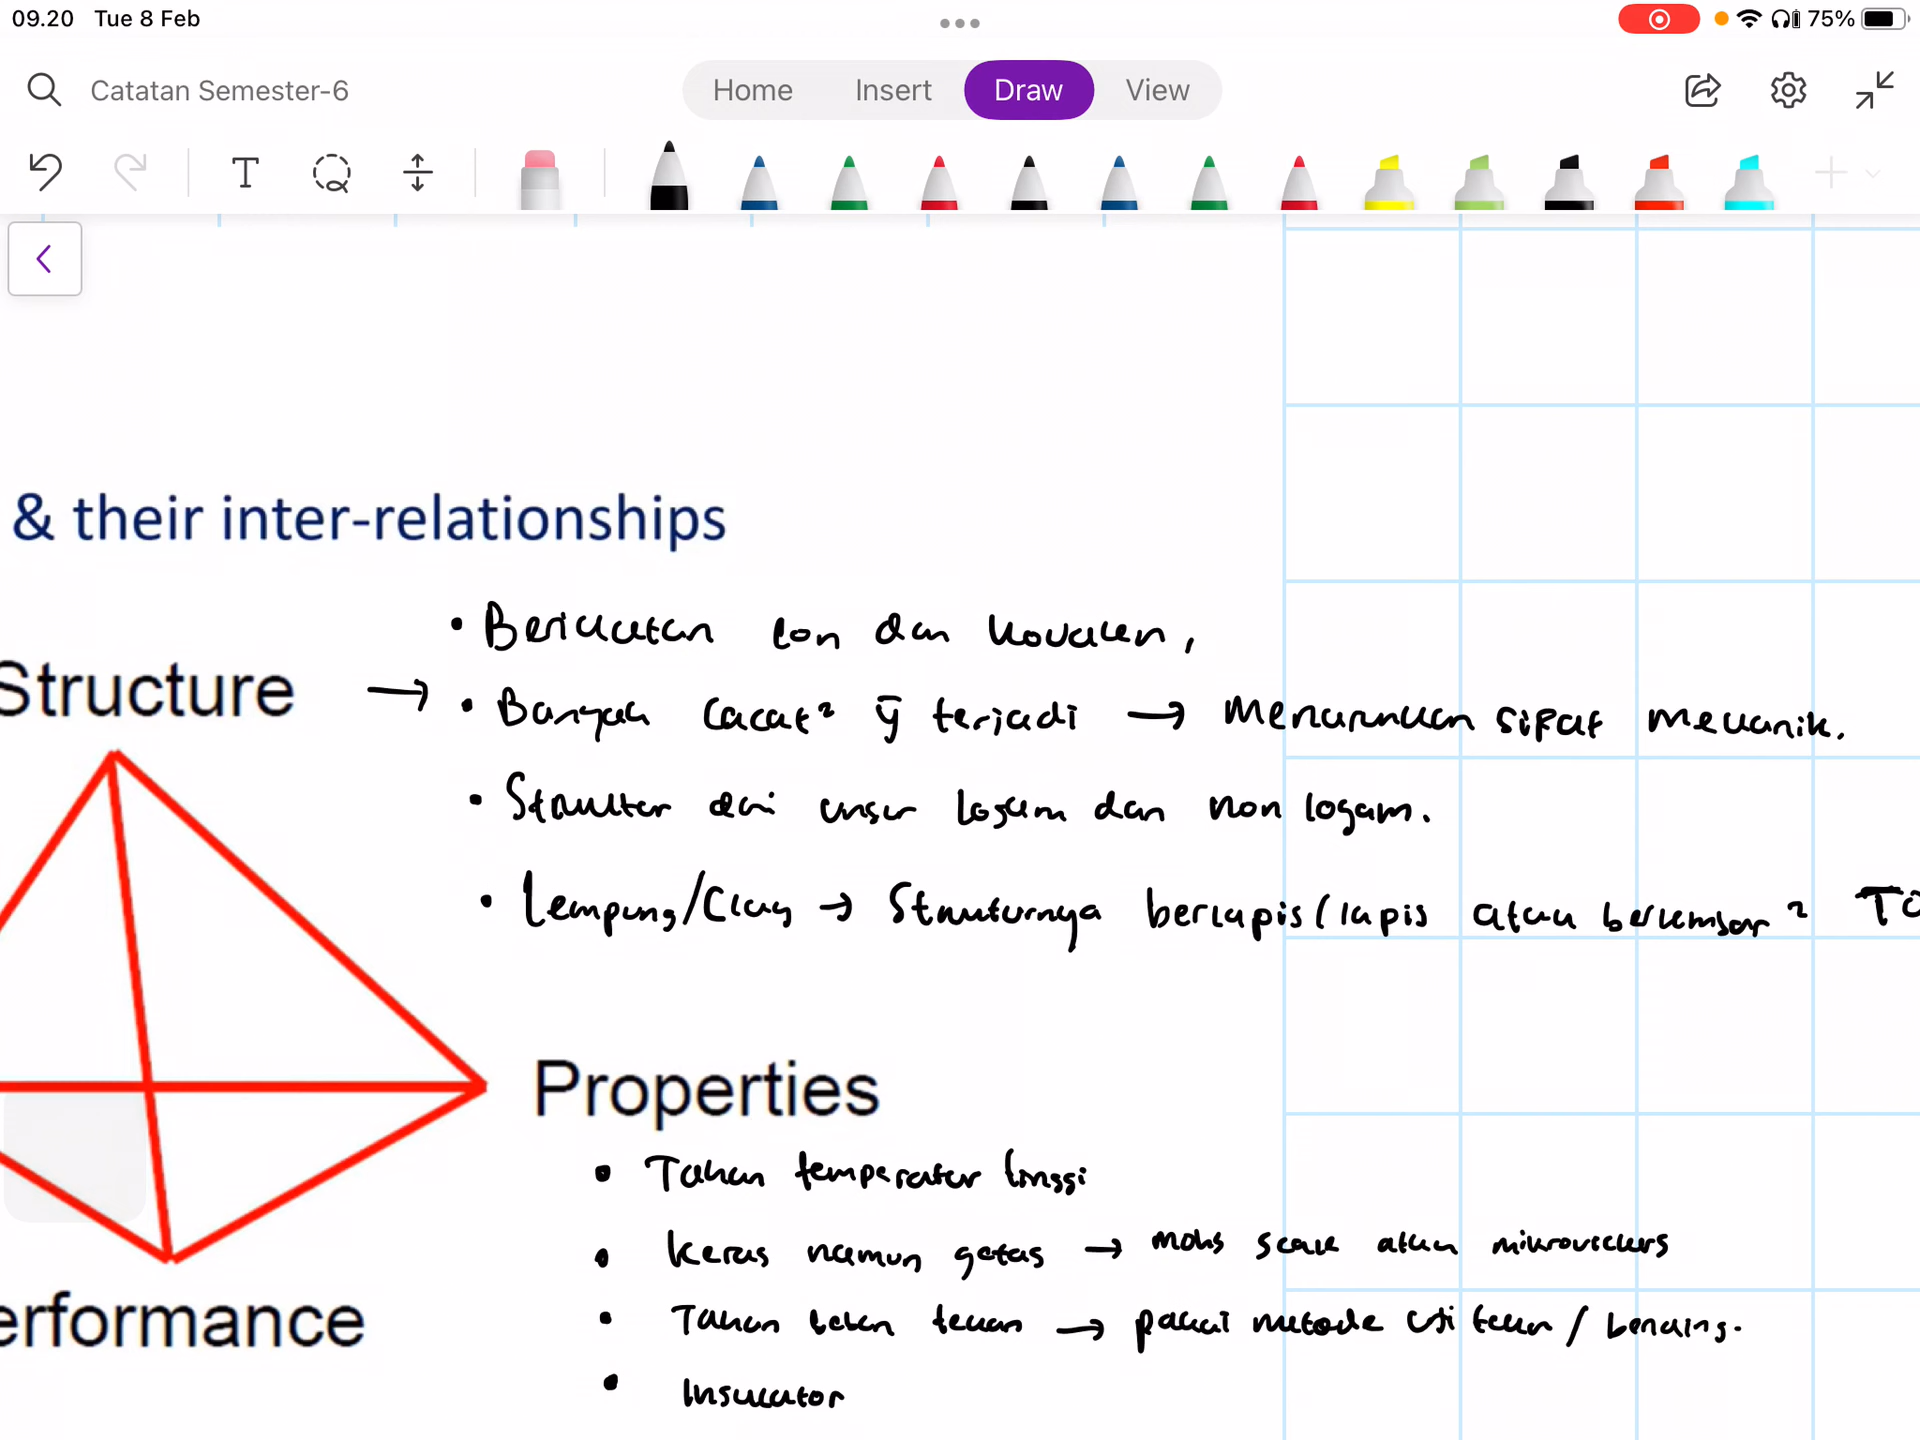 09.20 Tue 8 Feb 75%
Catatan Semester-6 Home Insert Draw View
T
& their inter-relationships
• Berikatan ion dan kovalen,
Structure → • Banyak cacat² yg terjadi → Menurunkan sifat mekanik.
• Struktur dari unsur logam dan non logam.
• Lempung/Clay → Strukturnya berlapis/lapis atau berlembar² TO
Properties
• Tahan temperatur tinggi
• Keras namun getas → mohs scale atau mikrovickers
erformance
• Tahan beban tekan → pakai metode uji tekan / bending.
• Insulator